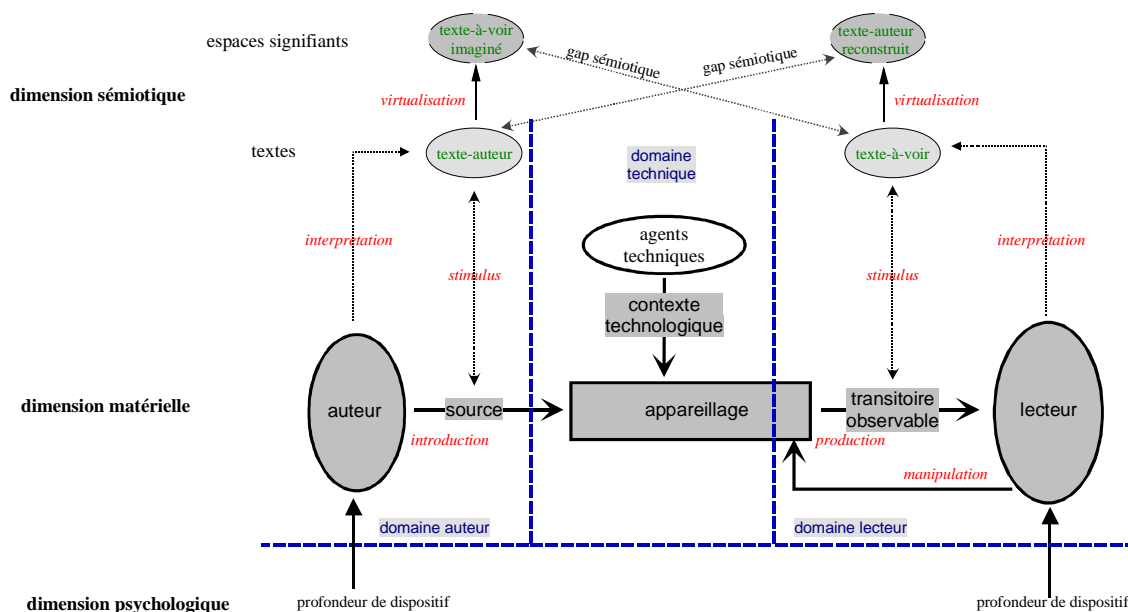 texte-à-voir
imaginé
texte-auteur
reconstruit
espaces signifiants
gap sémiotique
gap sémiotique
dimension sémiotique
virtualisation
virtualisation
textes
texte-auteur
domaine
technique
texte-à-voir
interprétation
stimulus
agents
techniques
stimulus
interprétation
contexte
technologique
dimension matérielle
auteur
source
appareillage
transitoire
observable
lecteur
introduction
production
manipulation
domaine auteur
domaine lecteur
dimension psychologique
profondeur de dispositif
profondeur de dispositif